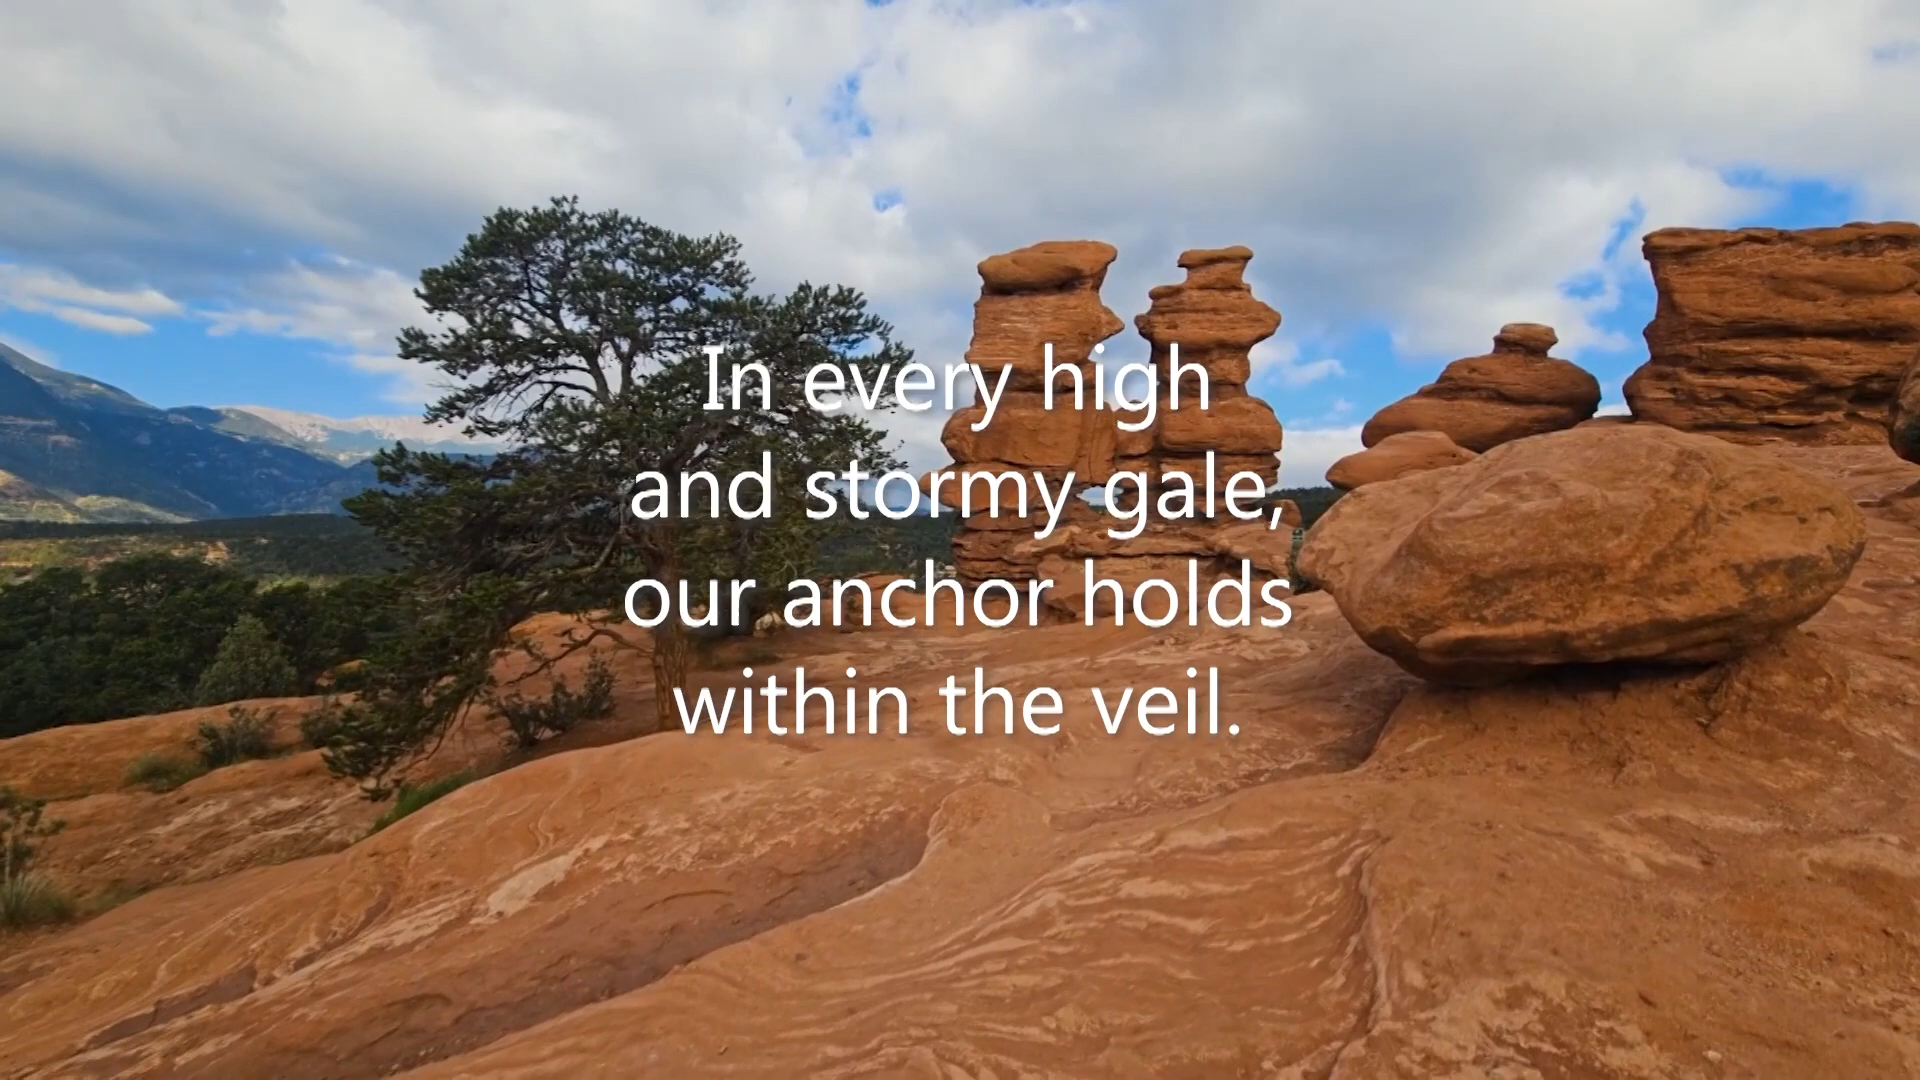 In every high
and stormy gale,
our anchor holds
within the veil.